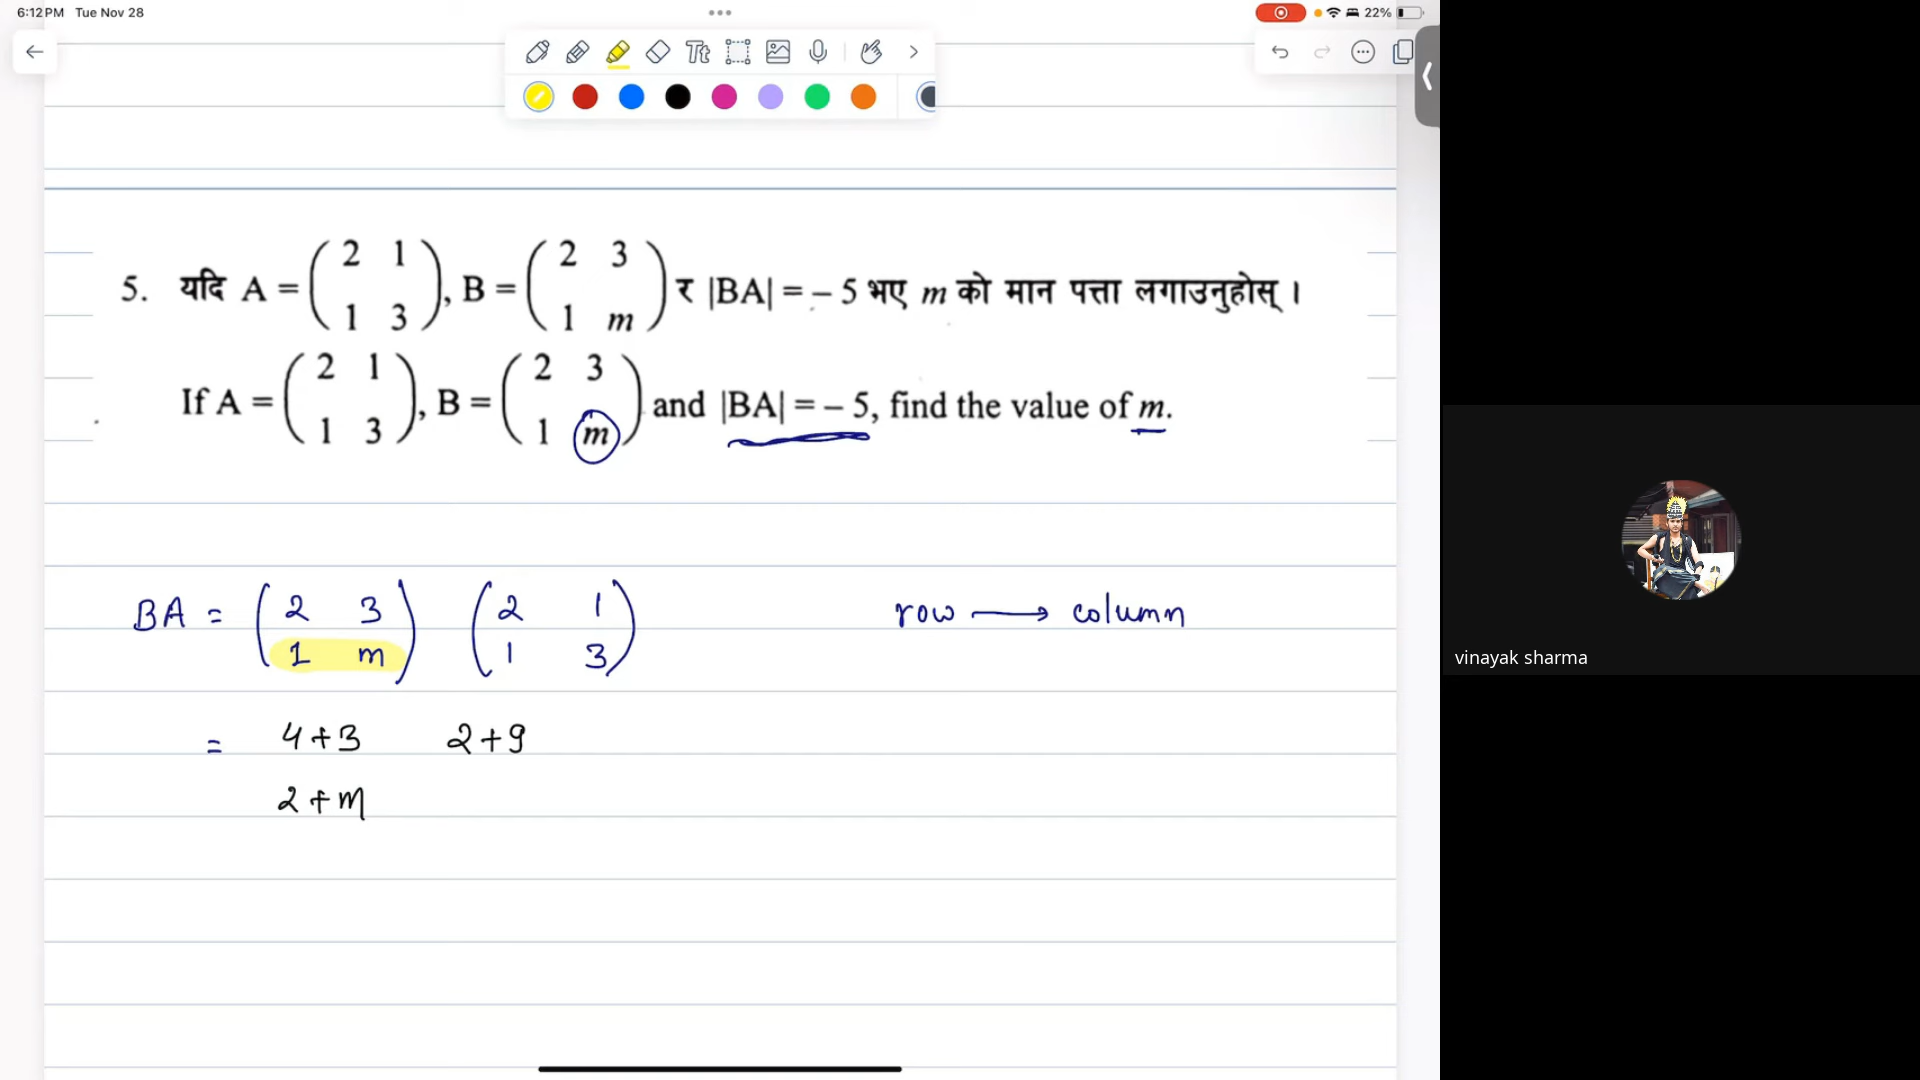 6:12 PM Tue Nov 28
22%
Tt
5. यदि A = ( 2 1 ; 1 3 ), B = ( 2 3 ; 1 m ) र |BA| = – 5 भए m को मान पत्ता लगाउनुहोस् ।
If A = ( 2 1 ; 1 3 ), B = ( 2 3 ; 1 m ) and |BA| = – 5, find the value of m.
BA = ( 2 3 ; 1 m ) ( 2 1 ; 1 3 ) row → column
= 4+3 2+9
2+m
vinayak sharma